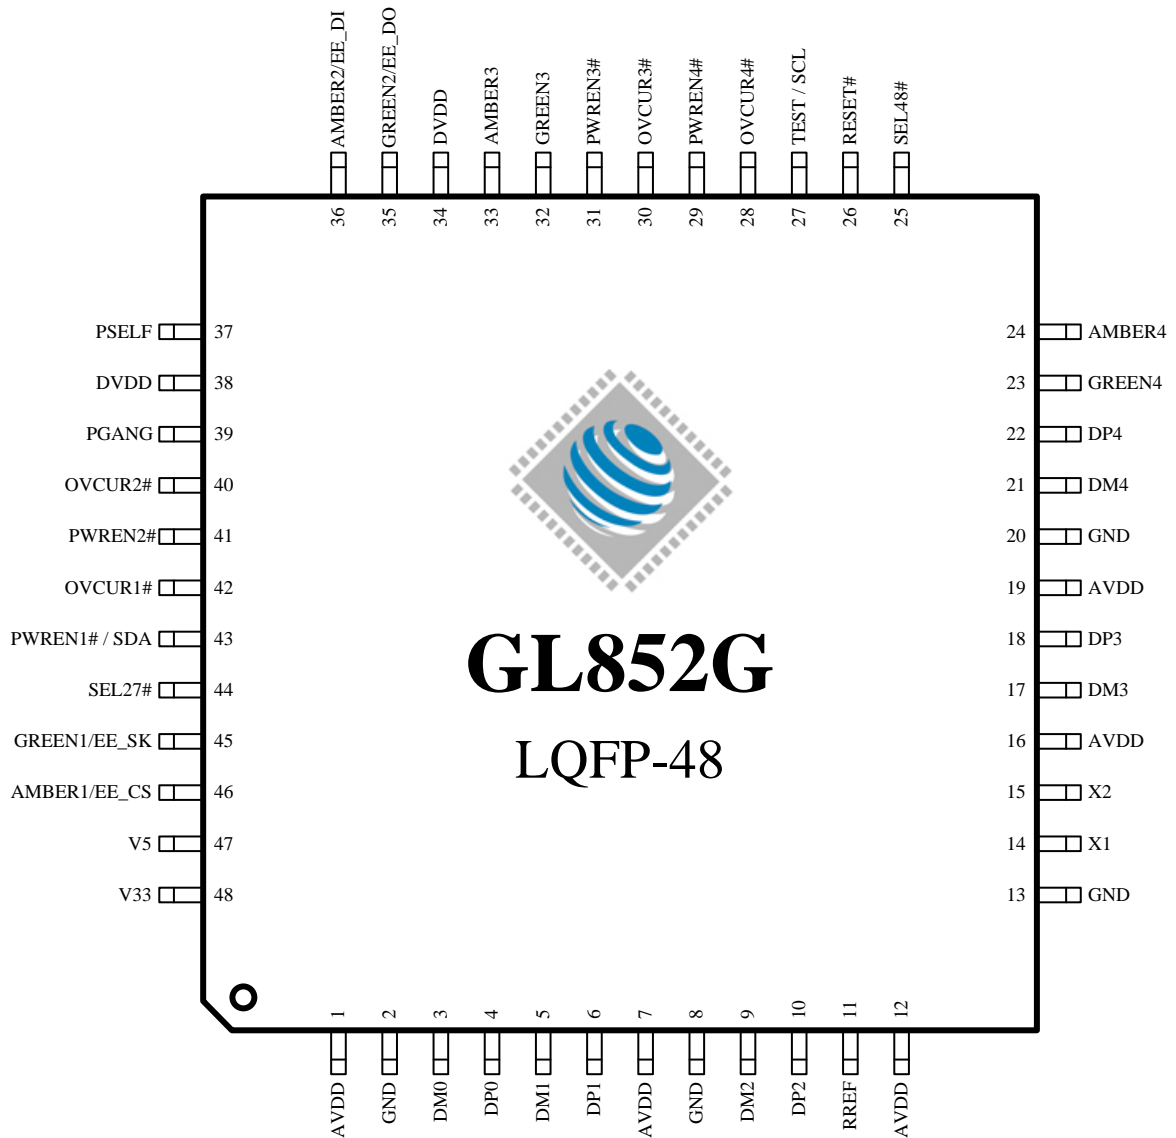 AMBER2/EE_DI
GREEN2/EE_DO
DVDD
AMBER3
GREEN3
PWREN3#
OVCUR3#
PWREN4#
OVCUR4#
TEST / SCL
RESET#
SEL48#
36
35
34
33
32
31
30
29
28
27
26
25
PSELF 37
DVDD 38
PGANG 39
OVCUR2# 40
PWREN2# 41
OVCUR1# 42
PWREN1# / SDA 43
SEL27# 44
GREEN1/EE_SK 45
AMBER1/EE_CS 46
V5 47
V33 48
GL852G
LQFP-48
24 AMBER4
23 GREEN4
22 DP4
21 DM4
20 GND
19 AVDD
18 DP3
17 DM3
16 AVDD
15 X2
14 X1
13 GND
1
2
3
4
5
6
7
8
9
10
11
12
AVDD
GND
DM0
DP0
DM1
DP1
AVDD
GND
DM2
DP2
RREF
AVDD